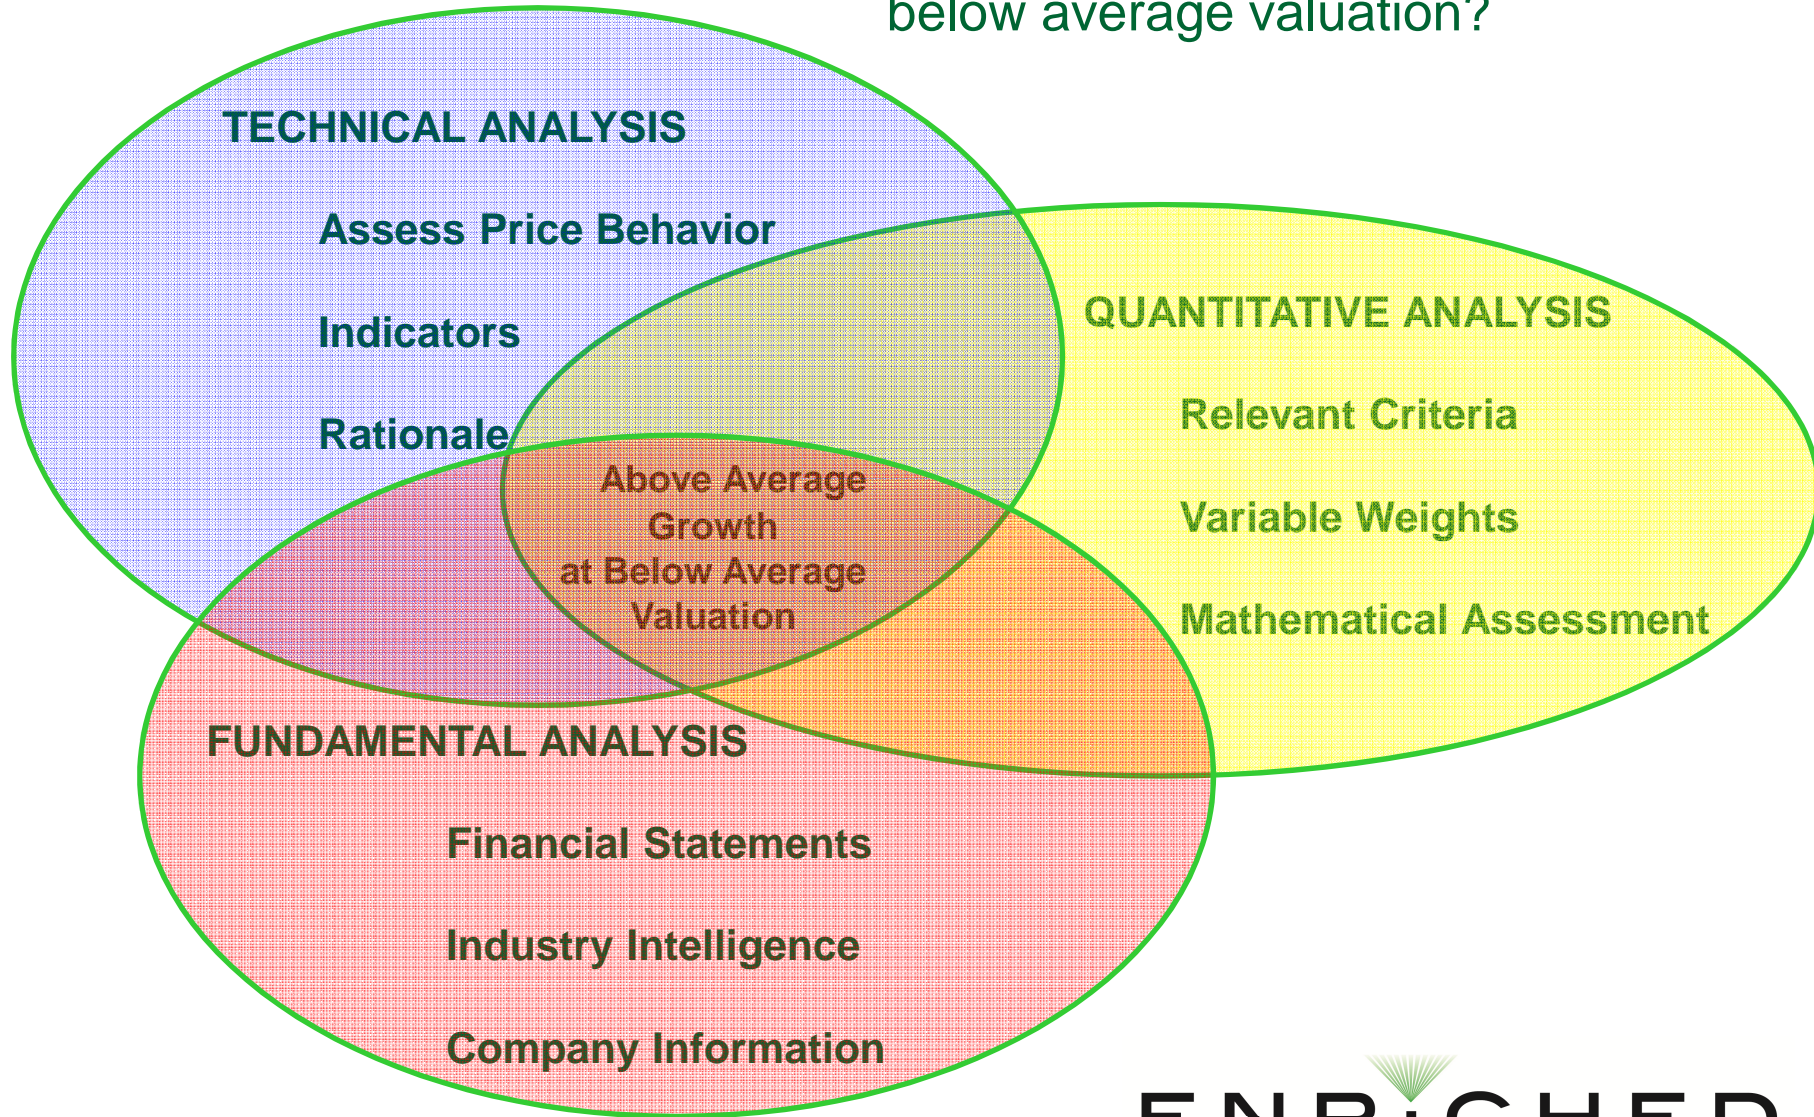 below average valuation?
TECHNICAL ANALYSIS
Assess Price Behavior
Indicators
Rationale
QUANTITATIVE ANALYSIS
Relevant Criteria
Variable Weights
Mathematical Assessment
Above Average
Growth
at Below Average
Valuation
FUNDAMENTAL ANALYSIS
Financial Statements
Industry Intelligence
Company Information
ENRiCHED